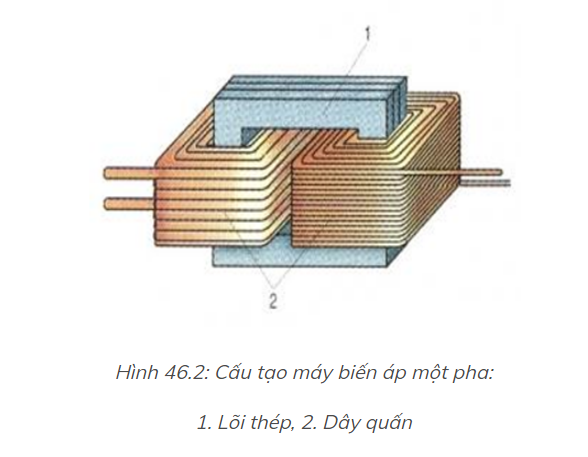 1
2
Hình 46.2: Cấu tạo máy biến áp một pha:
1. Lõi thép, 2. Dây quấn